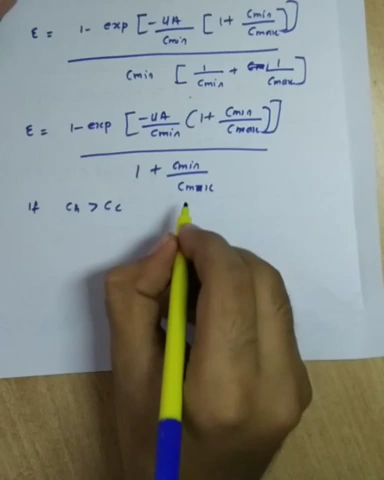 ε = 1 - exp [ -UA / Cmin [ 1 + Cmin / Cmax ] ] / Cmin [ 1 / Cmin + 1 / Cmax ]
ε = 1 - exp [ -UA / Cmin ( 1 + Cmin / Cmax ) ] / 1 + Cmin / Cmax
If Ch > Cc